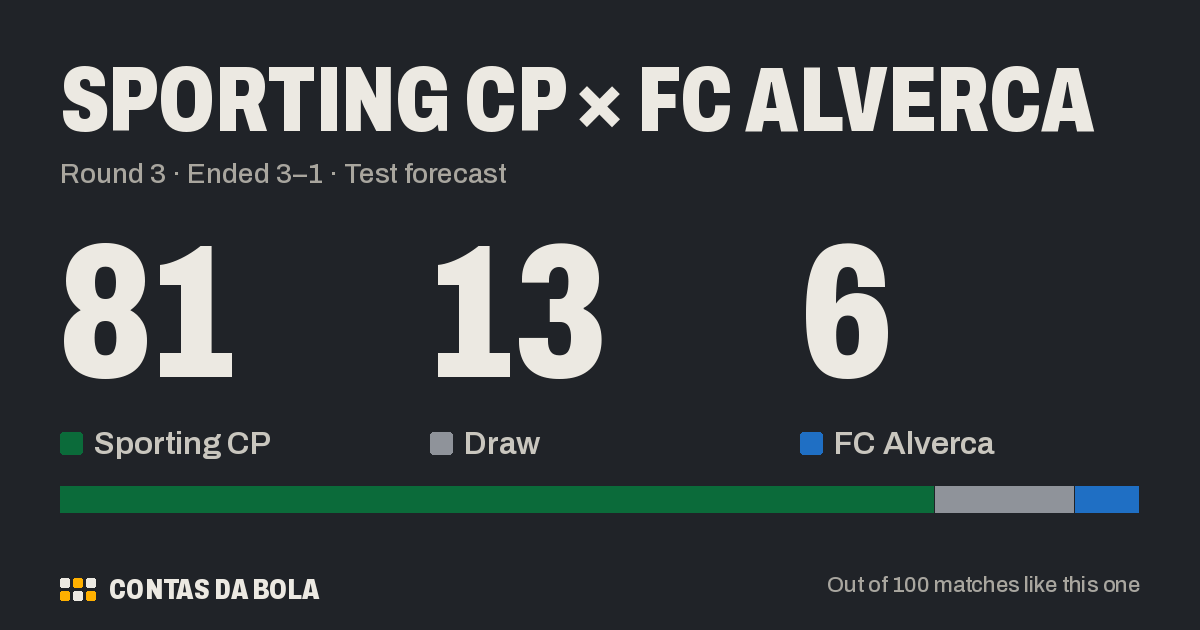 SPORTING CP × FC ALVERCA
Round 3 · Ended 3–1 · Test forecast
81 13 6
Sporting CP Draw FC Alverca
CONTAS DA BOLA
Out of 100 matches like this one